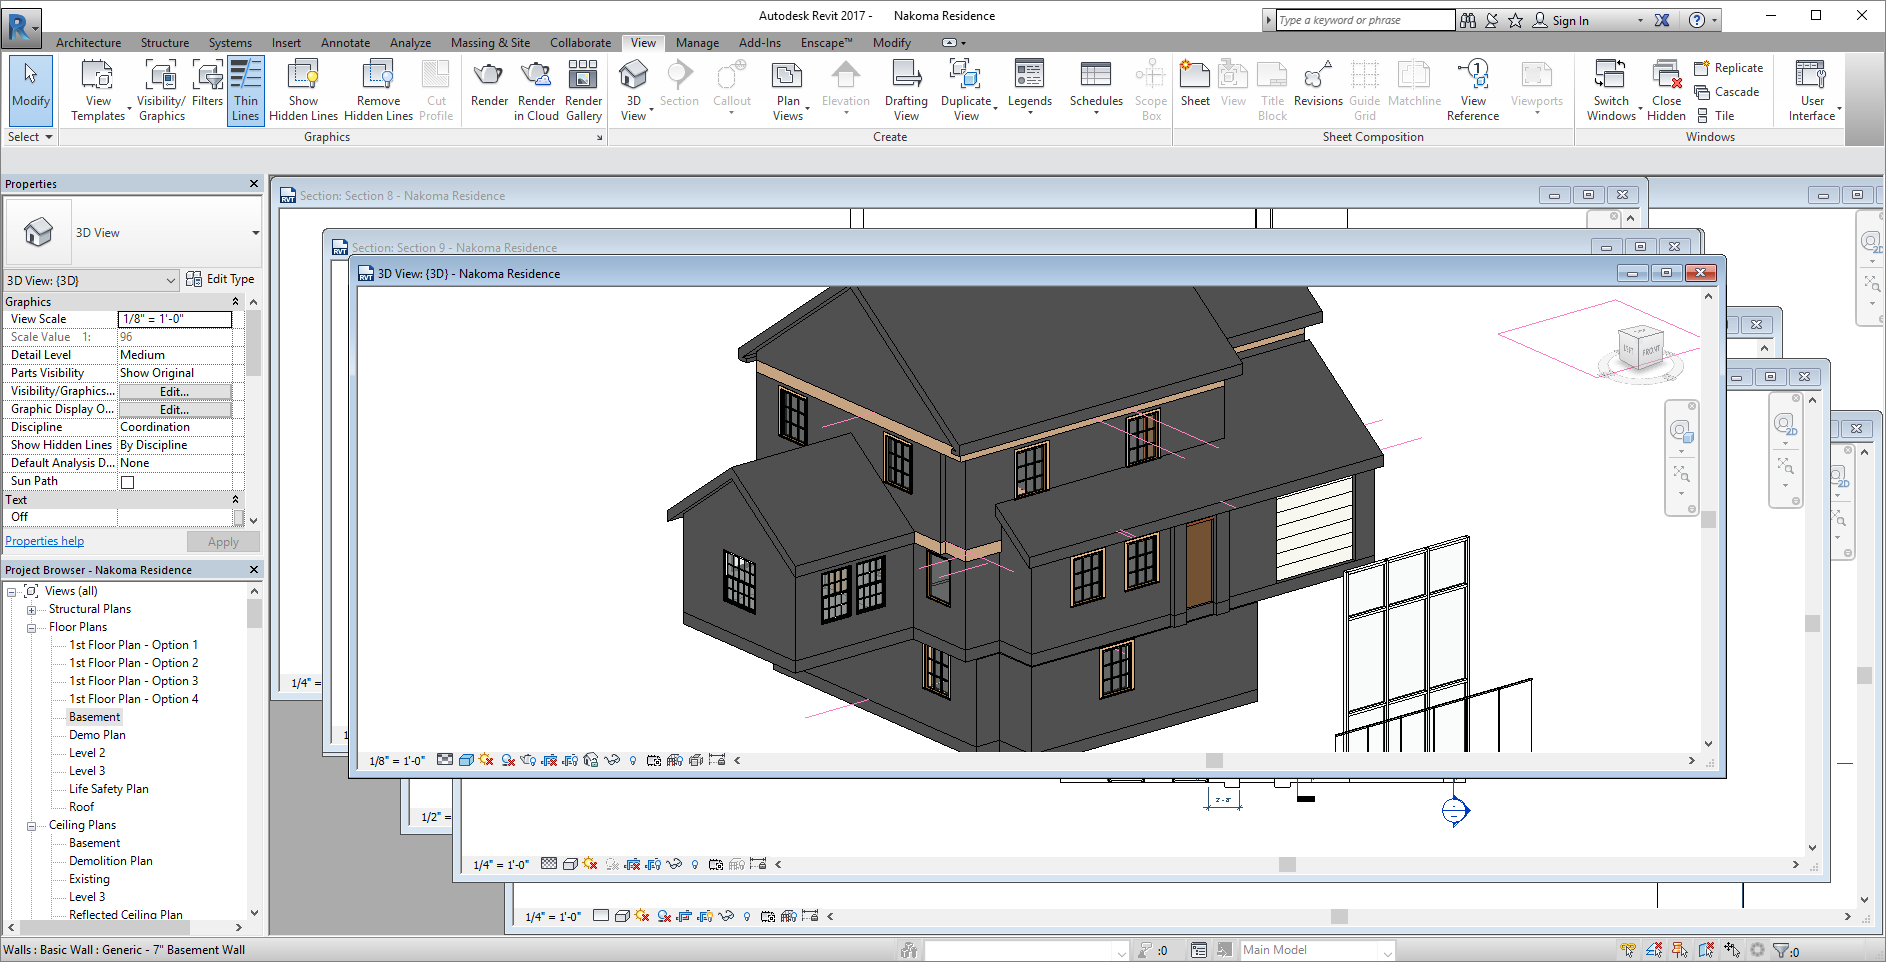 Autodesk Revit 2017 -     Nakoma Residence
Type a keyword or phrase
Sign In
Architecture Structure Systems Insert Annotate Analyze Massing & Site Collaborate View Manage Add-Ins Enscape™ Modify
Modify
View Templates
Visibility/ Graphics
Filters
Thin Lines
Show Hidden Lines
Remove Hidden Lines
Cut Profile
Render
Render in Cloud
Render Gallery
3D View
Section
Callout
Plan Views
Elevation
Drafting View
Duplicate View
Legends
Schedules
Scope Box
Sheet
View
Title Block
Revisions
Guide Grid
Matchline
View Reference
Viewports
Switch Windows
Close Hidden
Replicate
Cascade
Tile
User Interface
Select
Graphics
Create
Sheet Composition
Windows
Properties
3D View
3D View: {3D}
Edit Type
Graphics
View Scale 1/8" = 1'-0"
Scale Value 1: 96
Detail Level Medium
Parts Visibility Show Original
Visibility/Graphics... Edit...
Graphic Display O... Edit...
Discipline Coordination
Show Hidden Lines By Discipline
Default Analysis D... None
Sun Path
Text
Off
Properties help
Apply
Project Browser - Nakoma Residence
Views (all)
Structural Plans
Floor Plans
1st Floor Plan - Option 1
1st Floor Plan - Option 2
1st Floor Plan - Option 3
1st Floor Plan - Option 4
Basement
Demo Plan
Level 2
Level 3
Life Safety Plan
Roof
Ceiling Plans
Basement
Demolition Plan
Existing
Level 3
Reflected Ceiling Plan
Section: Section 8 - Nakoma Residence
Section: Section 9 - Nakoma Residence
3D View: {3D} - Nakoma Residence
LEFT
FRONT
2D
2D
2D
1/4" =
1
1/8" = 1'-0"
1/2" =
2' - 8"
1/4" = 1'-0"
1/4" = 1'-0"
Walls : Basic Wall : Generic - 7" Basement Wall
:0
Main Model
:0